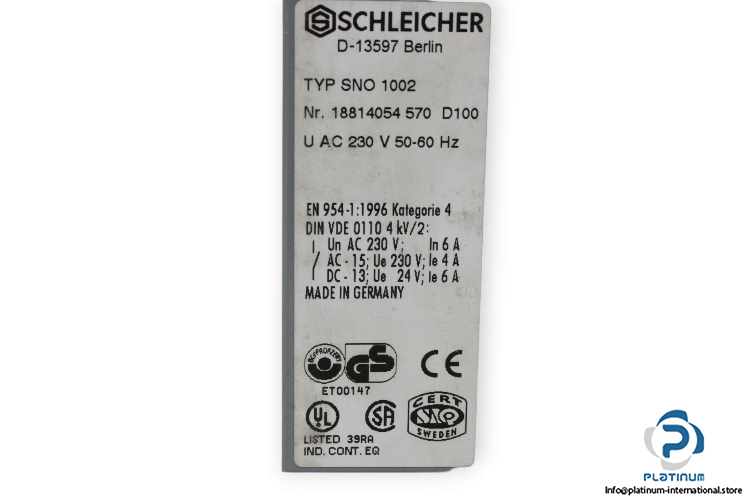 SCHLEICHER
D-13597 Berlin
TYP SNO 1002
Nr. 18814054 570 D100
U AC 230 V 50-60 Hz
EN 954-1:1996 Kategorie 4
DIN VDE 0110 4 kV/2:
Un AC 230 V; In 6 A
AC - 15; Ue 230 V; Ie 4 A
DC - 13; Ue 24 V; Ie 6 A
MADE IN GERMANY
GS
CE
ET00147
UL
SA
CERT
SWEDEN
LISTED 39RA
IND. CONT. EQ
PLATINUM
Info@platinum-international.store